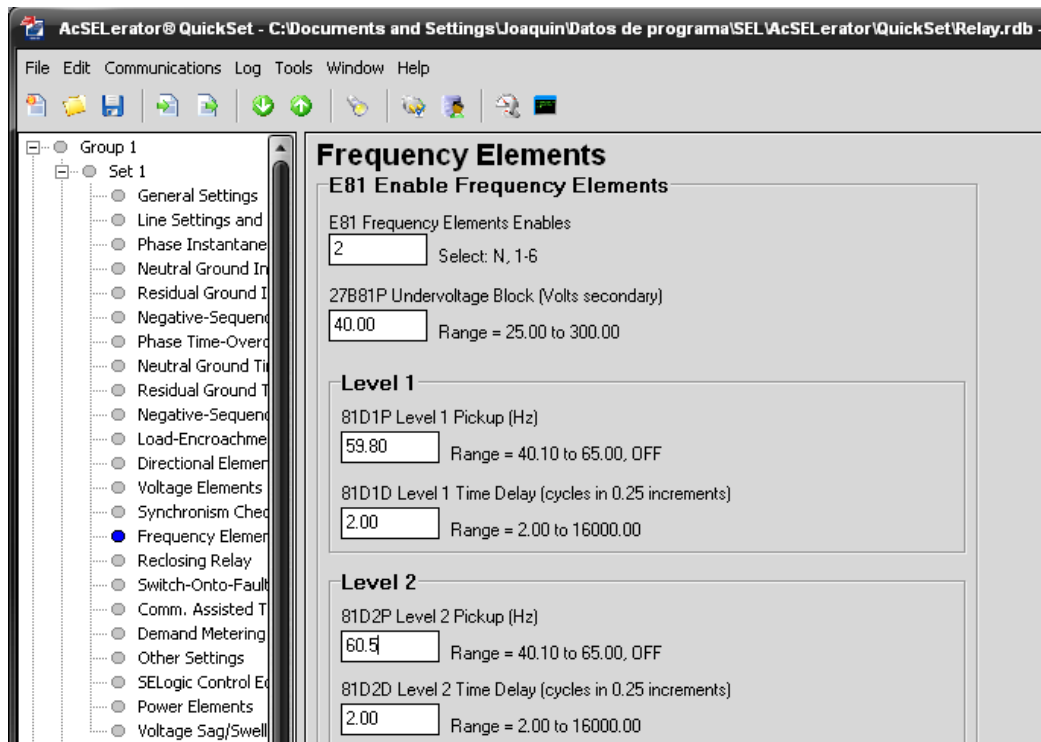 AcSELerator® QuickSet - C:\Documents and Settings\Joaquin\Datos de programa\SEL\AcSELerator\QuickSet\Relay.rdb -
File Edit Communications Log Tools Window Help
Group 1
Set 1
General Settings
Line Settings and
Phase Instantane
Neutral Ground In
Residual Ground I
Negative-Sequenc
Phase Time-Overc
Neutral Ground Ti
Residual Ground T
Negative-Sequenc
Load-Encroachme
Directional Elemen
Voltage Elements
Synchronism Chec
Frequency Elemen
Reclosing Relay
Switch-Onto-Fault
Comm. Assisted T
Demand Metering
Other Settings
SELogic Control Eq
Power Elements
Voltage Sag/Swell
Frequency Elements
E81 Enable Frequency Elements
E81 Frequency Elements Enables
2 Select: N, 1-6
27B81P Undervoltage Block (Volts secondary)
40.00 Range = 25.00 to 300.00
Level 1
81D1P Level 1 Pickup (Hz)
59.80 Range = 40.10 to 65.00, OFF
81D1D Level 1 Time Delay (cycles in 0.25 increments)
2.00 Range = 2.00 to 16000.00
Level 2
81D2P Level 2 Pickup (Hz)
60.5 Range = 40.10 to 65.00, OFF
81D2D Level 2 Time Delay (cycles in 0.25 increments)
2.00 Range = 2.00 to 16000.00